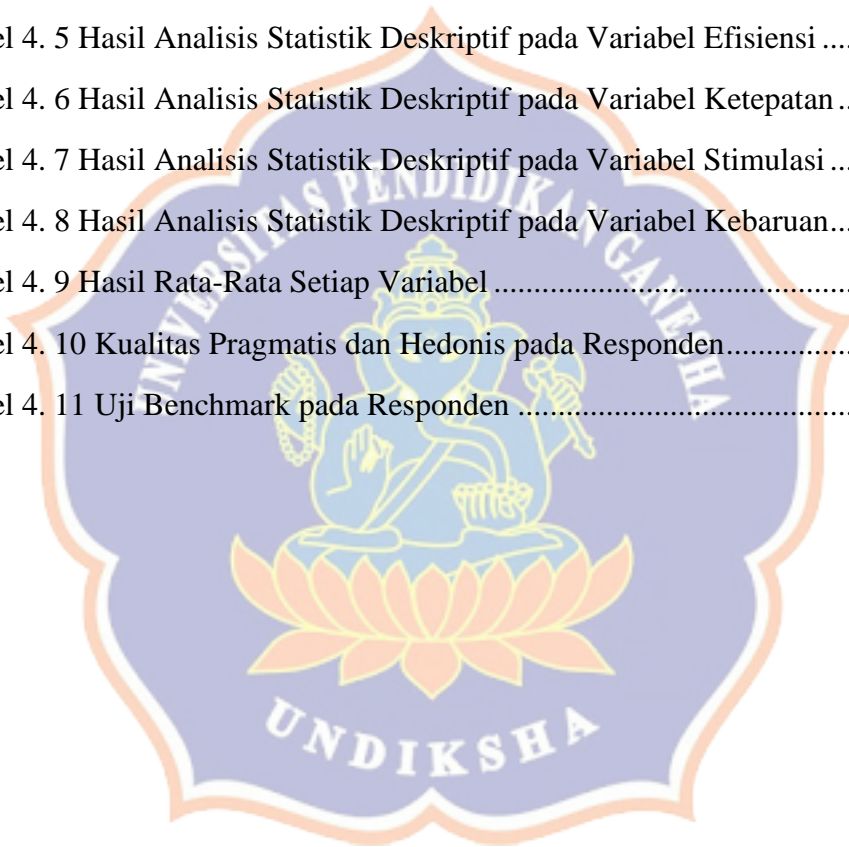 el 4. 5 Hasil Analisis Statistik Deskriptif pada Variabel Efisiensi ....
el 4. 6 Hasil Analisis Statistik Deskriptif pada Variabel Ketepatan ..
el 4. 7 Hasil Analisis Statistik Deskriptif pada Variabel Stimulasi ...
el 4. 8 Hasil Analisis Statistik Deskriptif pada Variabel Kebaruan...
el 4. 9 Hasil Rata-Rata Setiap Variabel ............................................
el 4. 10 Kualitas Pragmatis dan Hedonis pada Responden...............
el 4. 11 Uji Benchmark pada Responden .........................................
UNIVERSITAS PENDIDIKAN GANESHA
UNDIKSHA